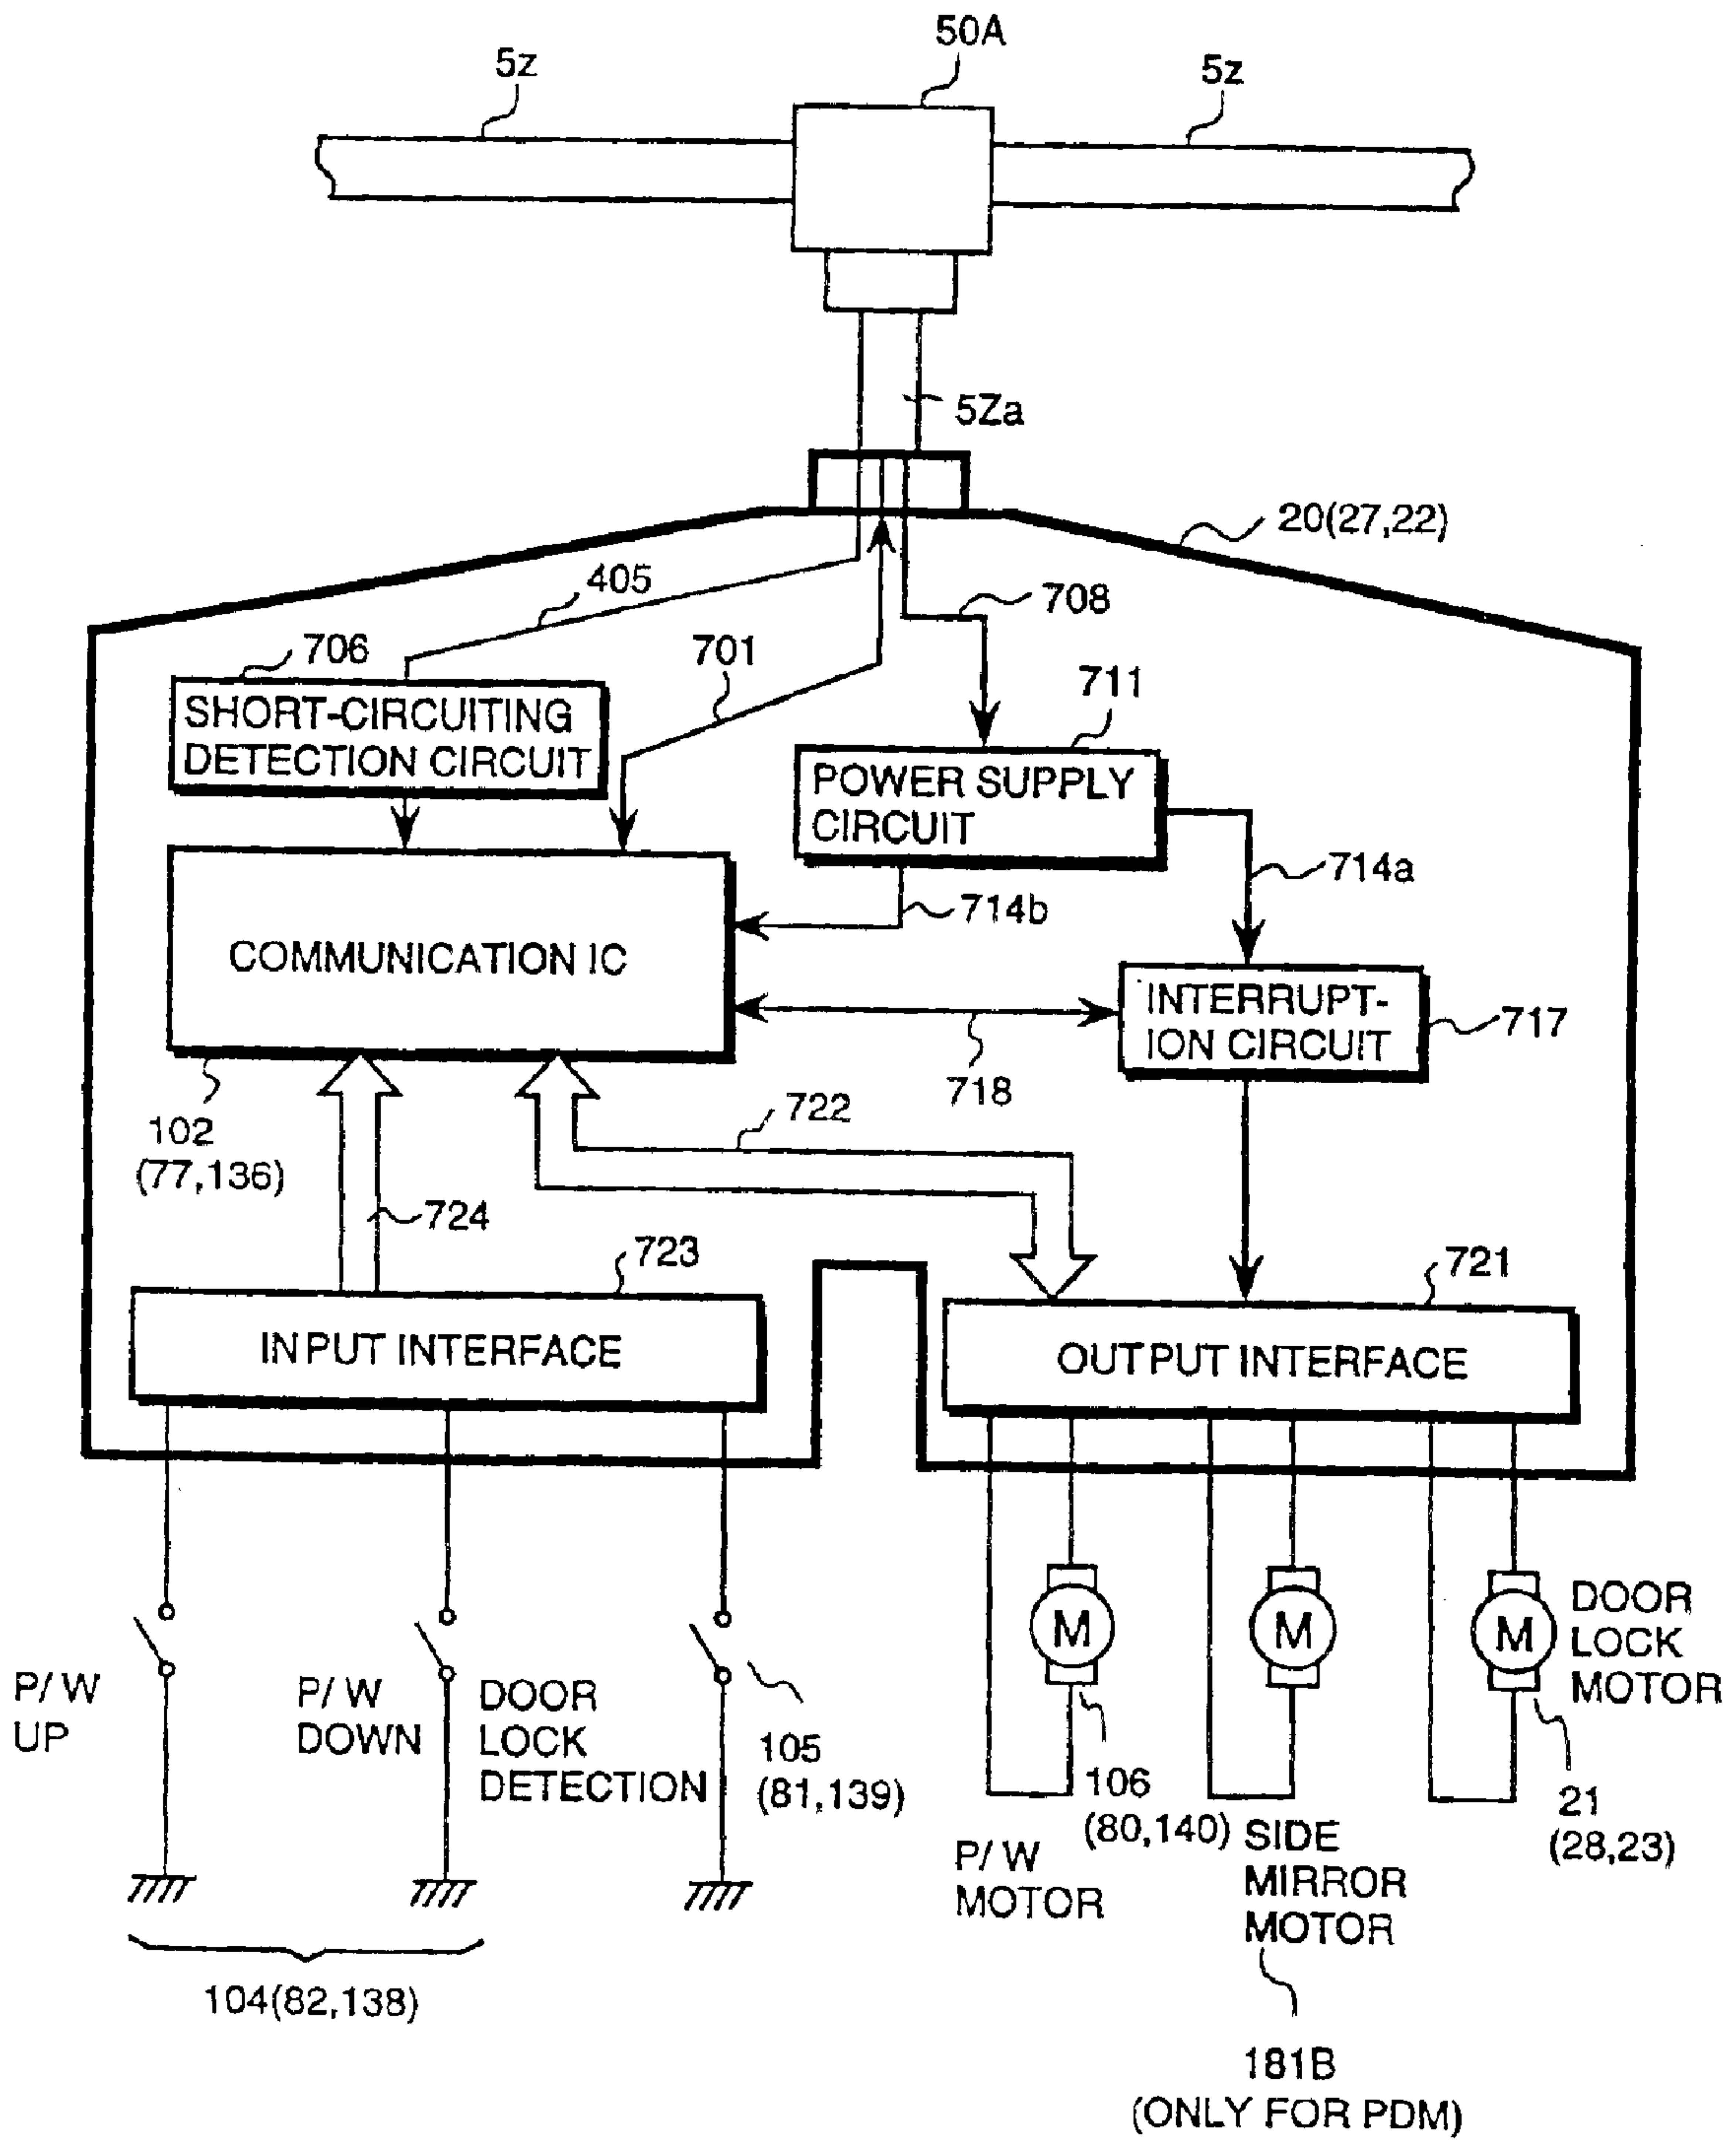 50A
5z
5z
5Za
20(27,22)
405
708
706
701
711
SHORT-CIRCUITING
DETECTION CIRCUIT
POWER SUPPLY
CIRCUIT
714a
714b
COMMUNICATION IC
INTERRUPT-
ION CIRCUIT
717
718
722
102
(77,136)
724
723
721
INPUT INTERFACE
OUTPUT INTERFACE
M
M
M
DOOR
LOCK
MOTOR
P/W
UP
P/W
DOWN
DOOR
LOCK
DETECTION
105
(81,139)
106
(80,140)
21
(28,23)
P/W
MOTOR
SIDE
MIRROR
MOTOR
104(82,138)
181B
(ONLY FOR PDM)